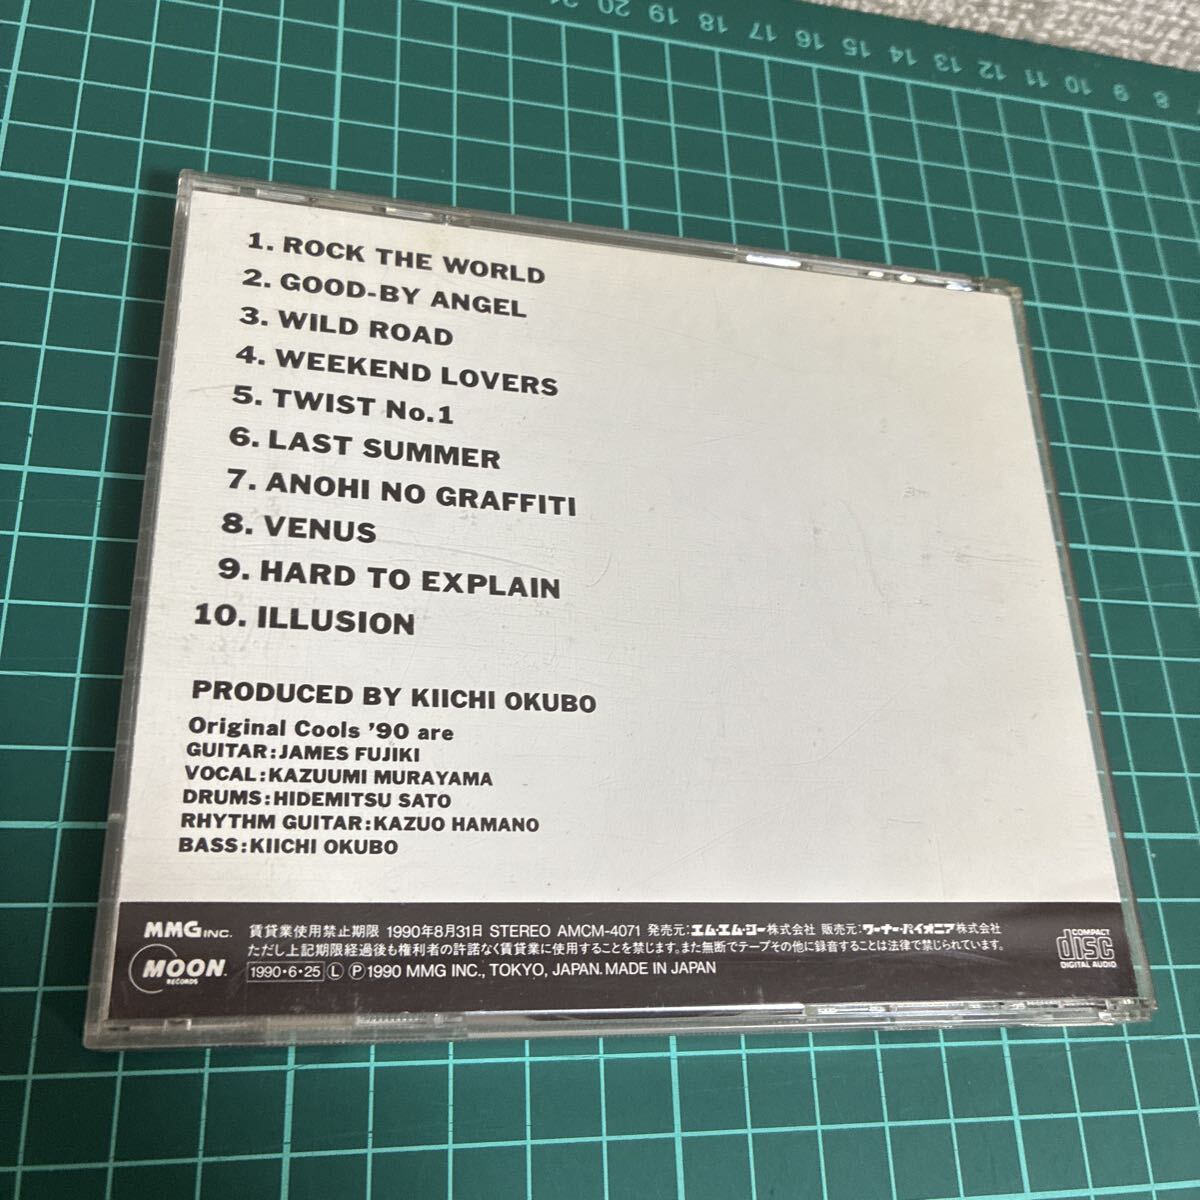 21 20 19 18 17 16 15 14 13 12 11 10 9 8
1. ROCK THE WORLD
2. GOOD-BY ANGEL
3. WILD ROAD
4. WEEKEND LOVERS
5. TWIST No.1
6. LAST SUMMER
7. ANOHI NO GRAFFITI
8. VENUS
9. HARD TO EXPLAIN
10. ILLUSION
PRODUCED BY KIICHI OKUBO
Original Cools ’90 are
GUITAR:JAMES FUJIKI
VOCAL:KAZUUMI MURAYAMA
DRUMS:HIDEMITSU SATO
RHYTHM GUITAR:KAZUO HAMANO
BASS:KIICHI OKUBO
MMG INC. 賃貸業使用禁止期限 1990年8月31日 STEREO AMCM-4071 発売元:エム・エム・ジー株式会社 販売元:ワーナー・パイオニア株式会社
ただし上記期限経過後も権利者の許諾なく賃貸業に使用することを禁じます。また無断でテープその他に録音することは法律で禁じられています。
MOON RECORDS
1990・6・25 Ⓛ Ⓟ 1990 MMG INC., TOKYO, JAPAN. MADE IN JAPAN
COMPACT disc DIGITAL AUDIO